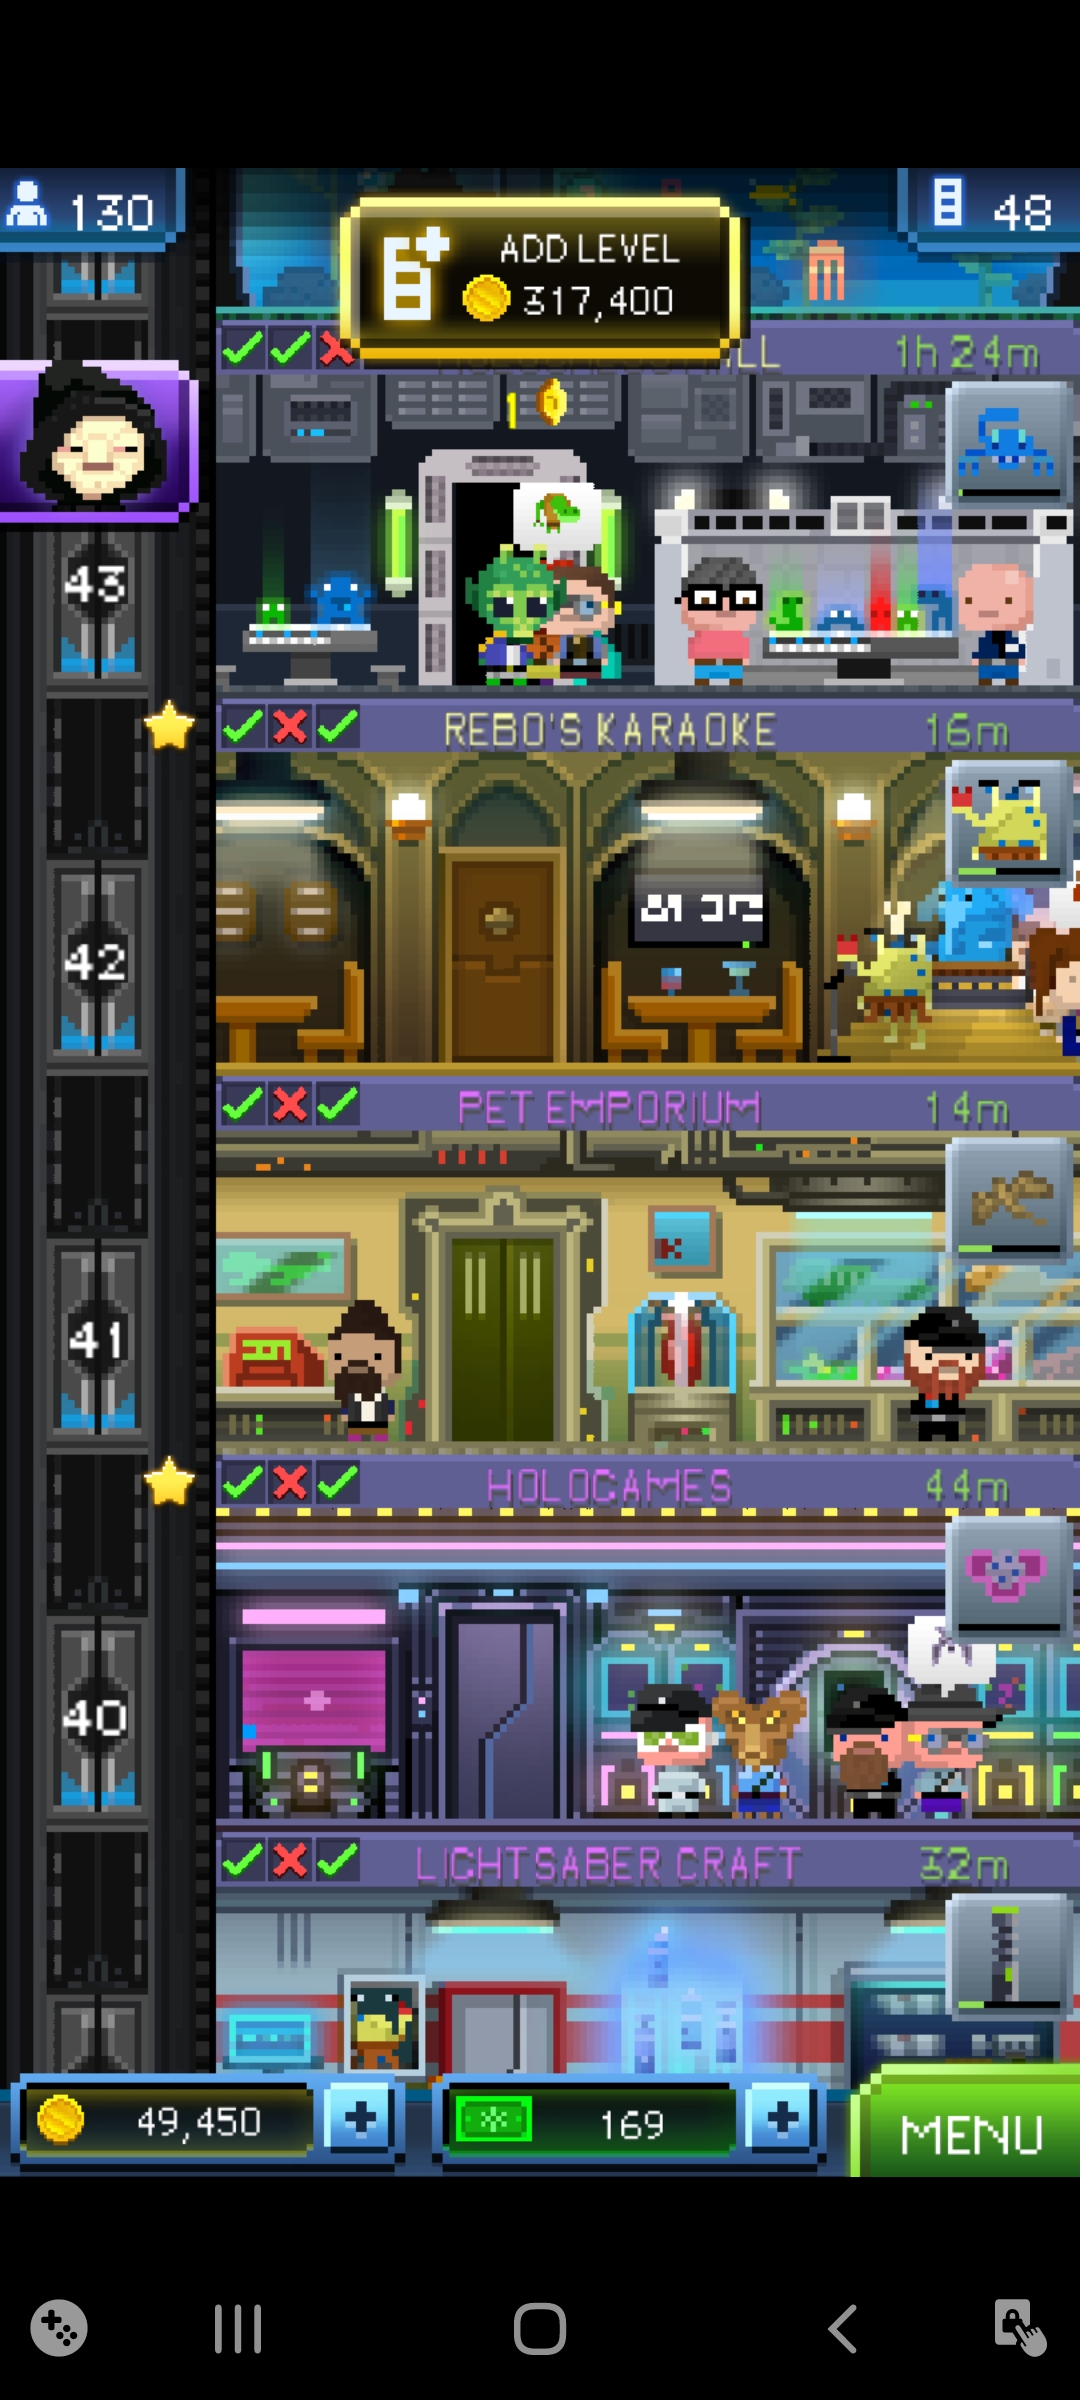 130
ADD LEVEL
317,400
48
LL
1h 24m
1
43
REBO'S KARAOKE
16m
42
PET EMPORIUM
14m
41
HOLOGAMES
44m
40
LIGHTSABER CRAFT
32m
49,450
169
MENU